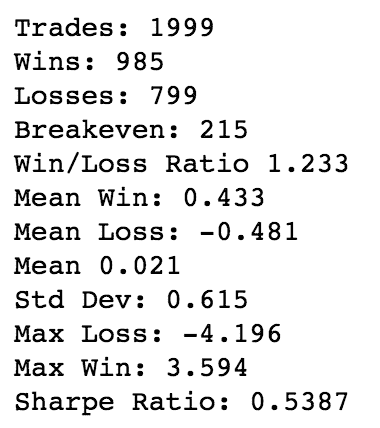 Trades: 1999
Wins: 985
Losses: 799
Breakeven: 215
Win/Loss Ratio 1.233
Mean Win: 0.433
Mean Loss: -0.481
Mean 0.021
Std Dev: 0.615
Max Loss: -4.196
Max Win: 3.594
Sharpe Ratio: 0.5387